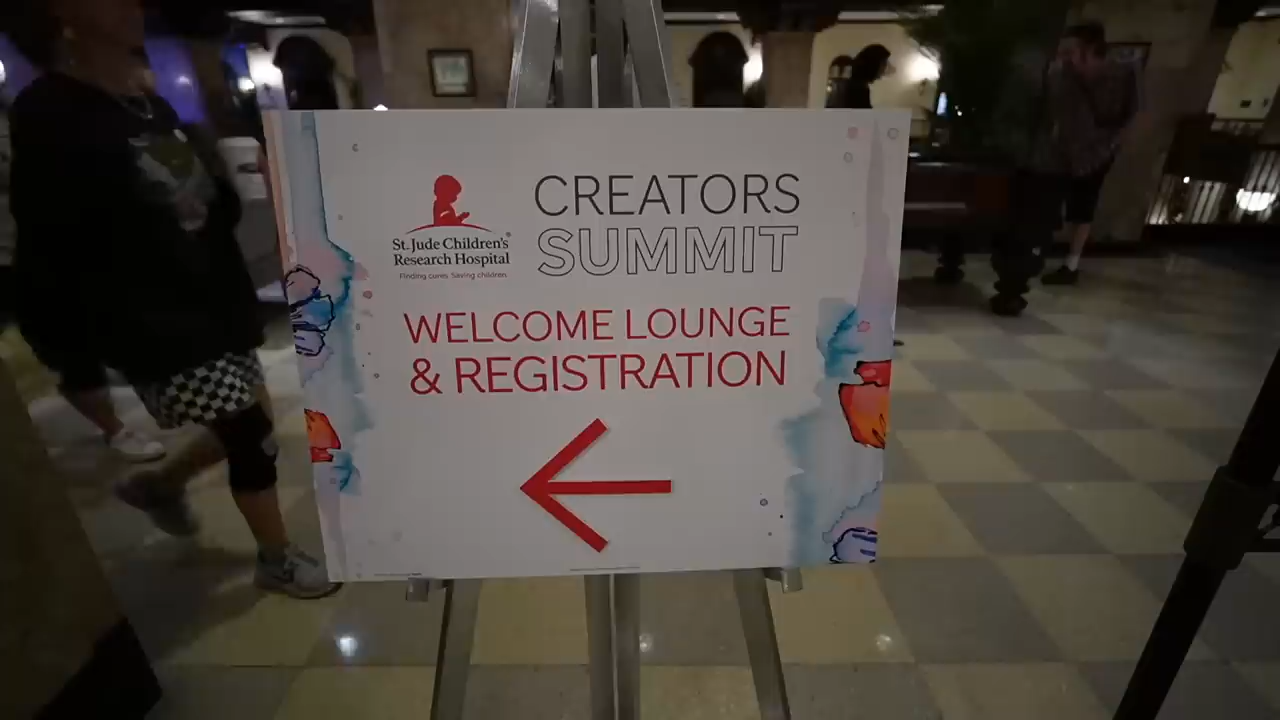 CREATORS
SUMMIT
St. Jude Children's®
Research Hospital
Finding cures. Saving children.
WELCOME LOUNGE
& REGISTRATION